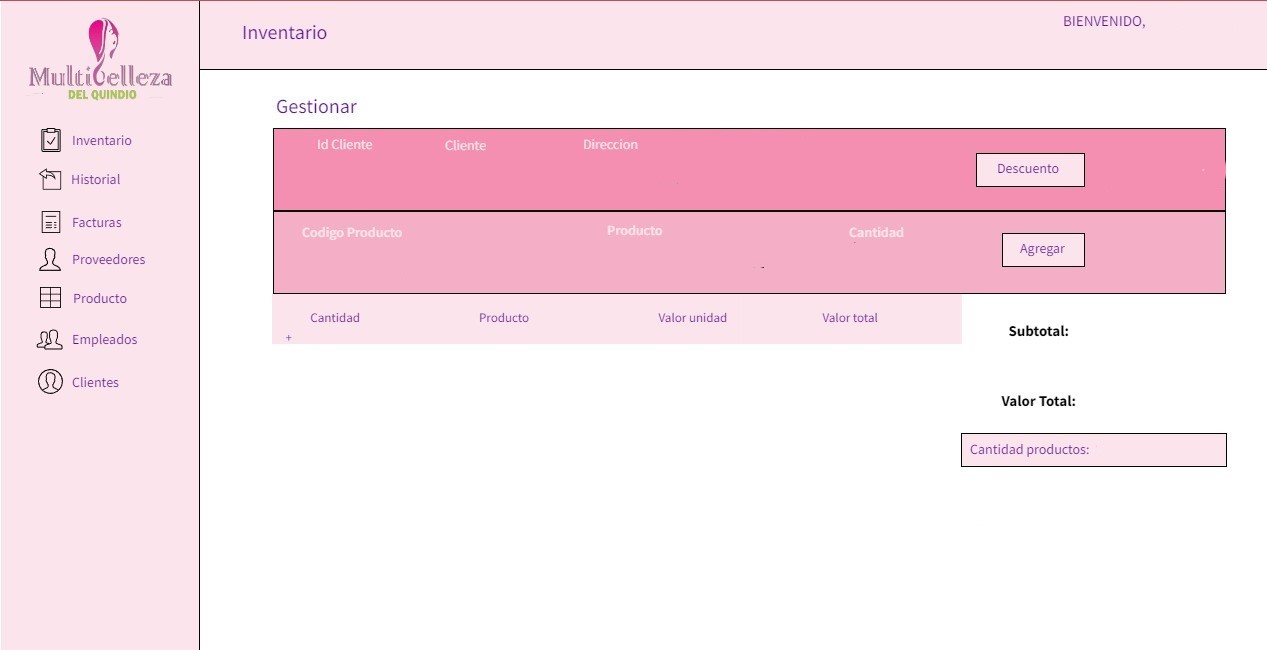 Multibelleza
DEL QUINDIO
Inventario
Historial
Facturas
Proveedores
Producto
Empleados
Clientes
Inventario
BIENVENIDO,
Gestionar
Id Cliente Cliente Direccion
Descuento
Codigo Producto Producto Cantidad
Agregar
Cantidad Producto Valor unidad Valor total
+
Subtotal:
Valor Total:
Cantidad productos: